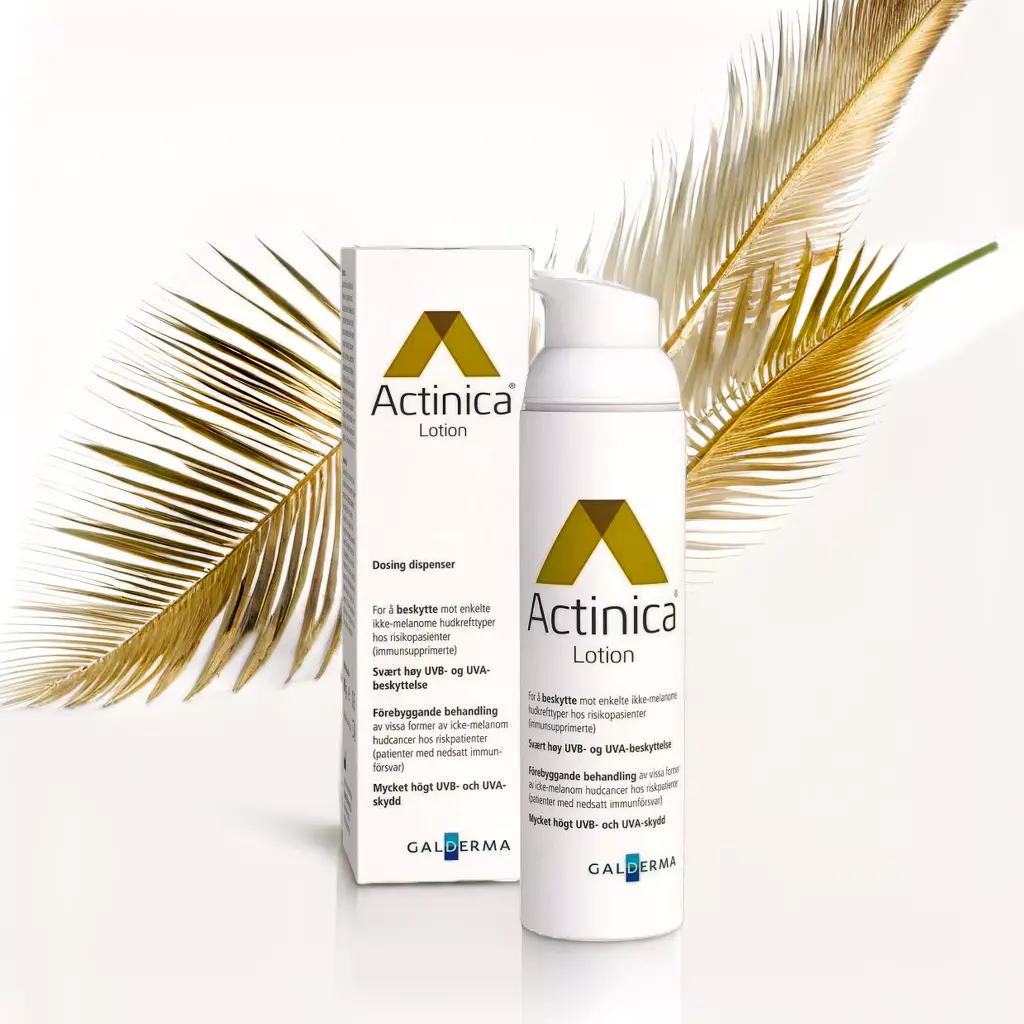 Actinica®
Lotion
Dosing dispenser
For å beskytte mot enkelte
ikke-melanome hudkrefttyper
hos risikopasienter
(immunsupprimerte)
Svært høy UVB- og UVA-
beskyttelse
Förebyggande behandling
av vissa former av icke-melanom
hudcancer hos riskpatienter
(patienter med nedsatt immun-
försvar)
Mycket högt UVB- och UVA-
skydd
GALDERMA
Actinica®
Lotion
For å beskytte mot enkelte ikke-melanome
hudkrefttyper hos risikopasienter
(immunsupprimerte)
Svært høy UVB- og UVA-beskyttelse
Förebyggande behandling av vissa former
av icke-melanom hudcancer hos riskpatienter
(patienter med nedsatt immunförsvar)
Mycket högt UVB- och UVA-skydd
GALDERMA